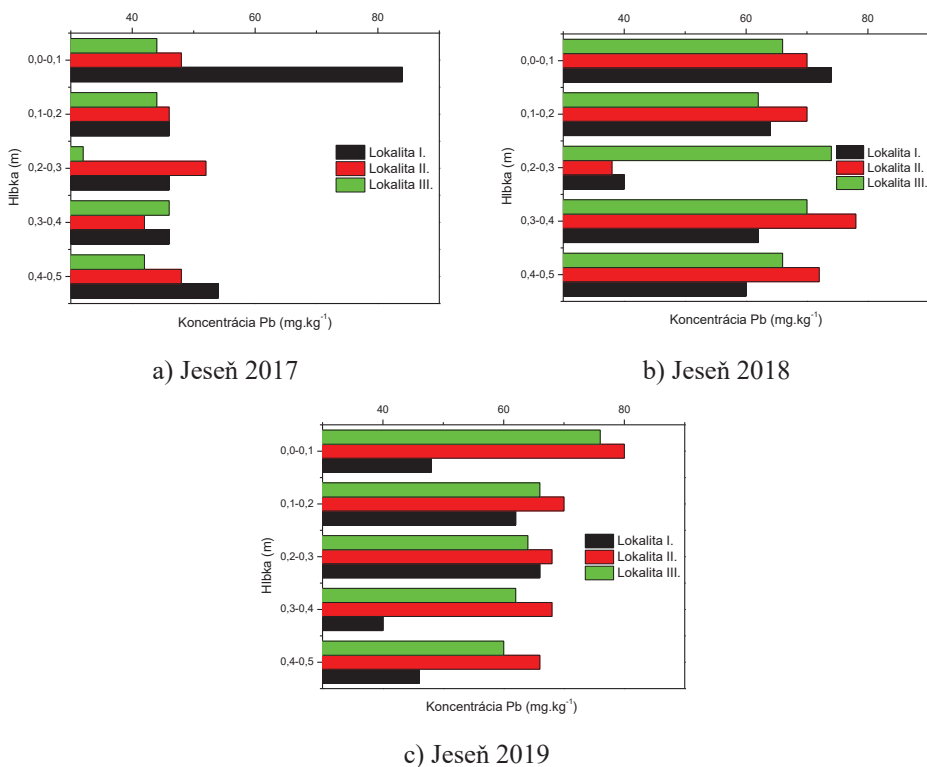 40 60 80
0,0-0,1
0,1-0,2
0,2-0,3
0,3-0,4
0,4-0,5
Hĺbka (m)
Lokalita I.
Lokalita II.
Lokalita III.
Koncentrácia Pb (mg.kg⁻¹)
a) Jeseň 2017
40 60 80
0,0-0,1
0,1-0,2
0,2-0,3
0,3-0,4
0,4-0,5
Hĺbka (m)
Lokalita I.
Lokalita II.
Lokalita III.
Koncentrácia Pb (mg.kg⁻¹)
b) Jeseň 2018
40 60 80
0,0-0,1
0,1-0,2
0,2-0,3
0,3-0,4
0,4-0,5
Hĺbka (m)
Lokalita I.
Lokalita II.
Lokalita III.
Koncentrácia Pb (mg.kg⁻¹)
c) Jeseň 2019